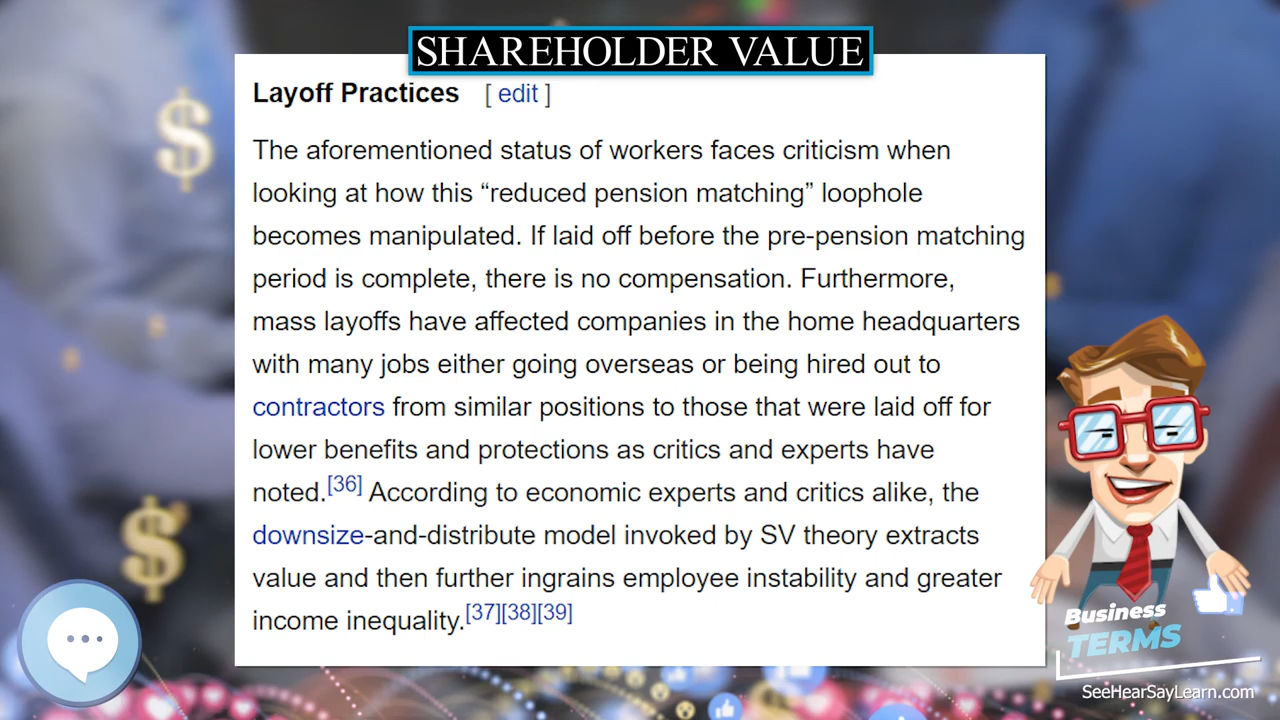 SHAREHOLDER VALUE
Layoff Practices [ edit ]
The aforementioned status of workers faces criticism when
looking at how this “reduced pension matching” loophole
becomes manipulated. If laid off before the pre-pension matching
period is complete, there is no compensation. Furthermore,
mass layoffs have affected companies in the home headquarters
with many jobs either going overseas or being hired out to
contractors from similar positions to those that were laid off for
lower benefits and protections as critics and experts have
noted.[36] According to economic experts and critics alike, the
downsize-and-distribute model invoked by SV theory extracts
value and then further ingrains employee instability and greater
income inequality.[37][38][39]
Business
TERMS
SeeHearSayLearn.com